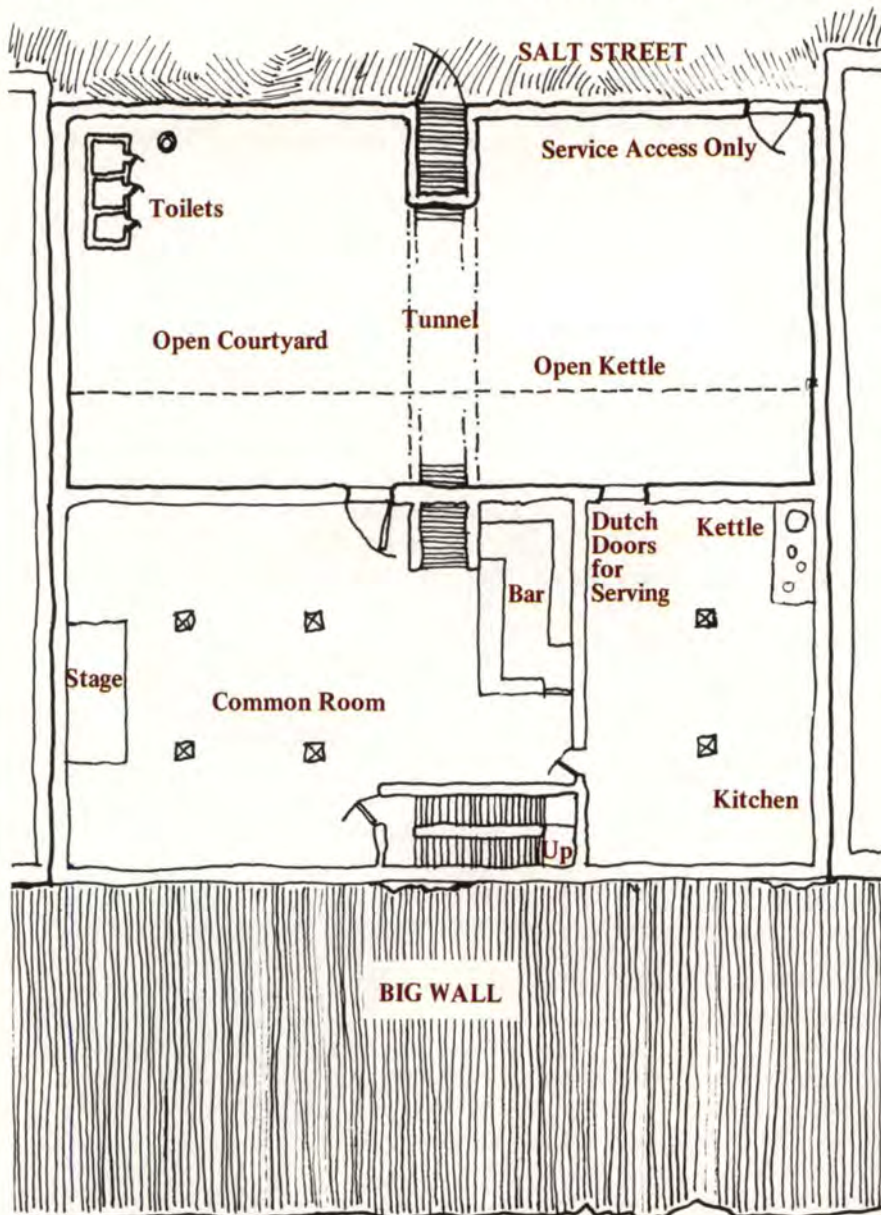 SALT STREET
Service Access Only
Toilets
Tunnel
Open Courtyard
Open Kettle
Dutch
Doors
for
Serving
Kettle
Bar
Stage
Common Room
Kitchen
Up
BIG WALL